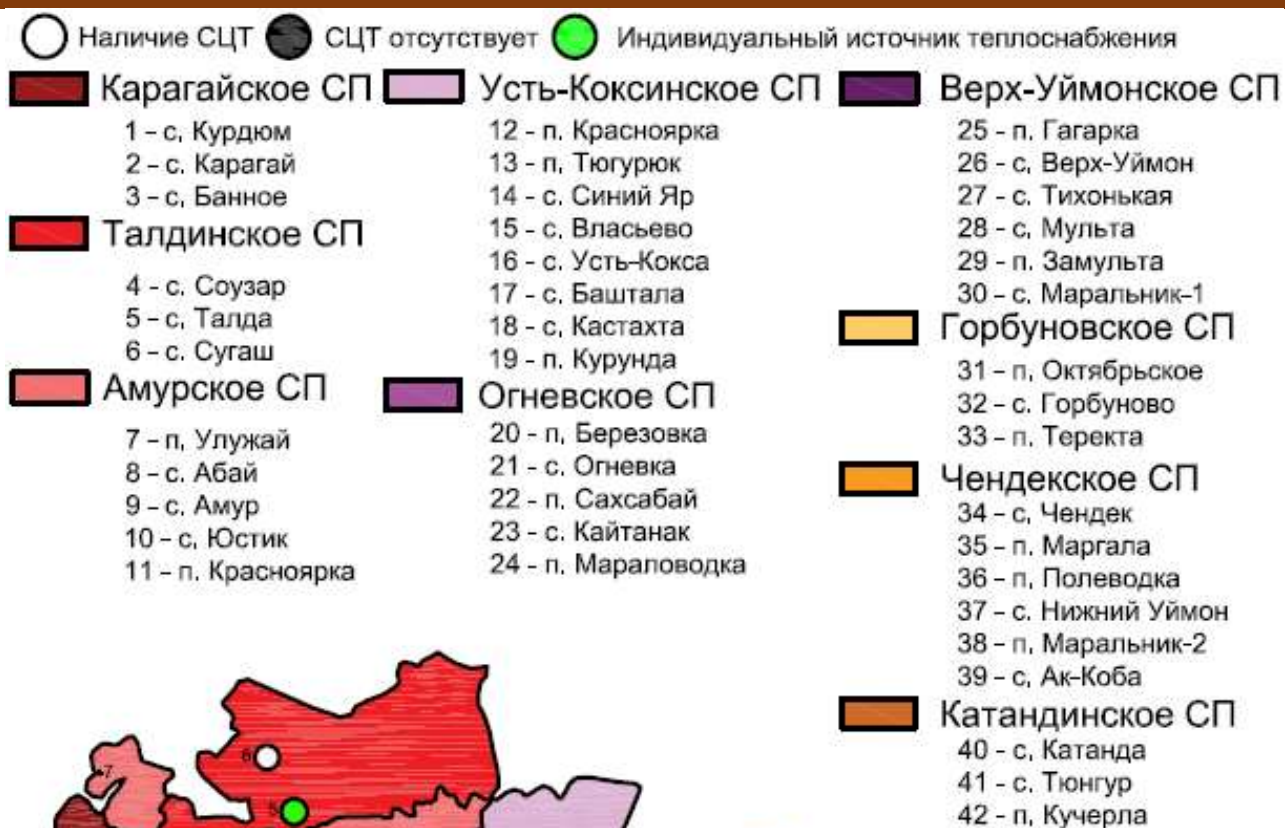 Наличие СЦТ СЦТ отсутствует Индивидуальный источник теплоснабжения
Карагайское СП
1 – с. Курдюм
2 – с. Карагай
3 – с. Банное
Талдинское СП
4 – с. Соузар
5 – с. Талда
6 – с. Сугаш
Амурское СП
7 – п. Улужай
8 – с. Абай
9 – с. Амур
10 – с. Юстик
11 – п. Красноярка
Усть-Коксинское СП
12 - п. Красноярка
13 - п. Тюгурюк
14 - с. Синий Яр
15 - с. Власьево
16 - с. Усть-Кокса
17 - с. Баштала
18 - с. Кастахта
19 - п. Курунда
Огневское СП
20 - п. Березовка
21 - с. Огневка
22 - п. Сахсабай
23 - с. Кайтанак
24 - п. Мараловодка
Верх-Уймонское СП
25 - п. Гагарка
26 - с. Верх-Уймон
27 - с. Тихонькая
28 - с. Мульта
29 - п. Замульта
30 - с. Маральник-1
Горбуновское СП
31 - п. Октябрьское
32 - с. Горбуново
33 - п. Теректа
Чендекское СП
34 - с. Чендек
35 - п. Маргала
36 - п. Полеводка
37 - с. Нижний Уймон
38 - п. Маральник-2
39 - с. Ак-Коба
Катандинское СП
40 - с. Катанда
41 - с. Тюнгур
42 - п. Кучерла
6
7
5